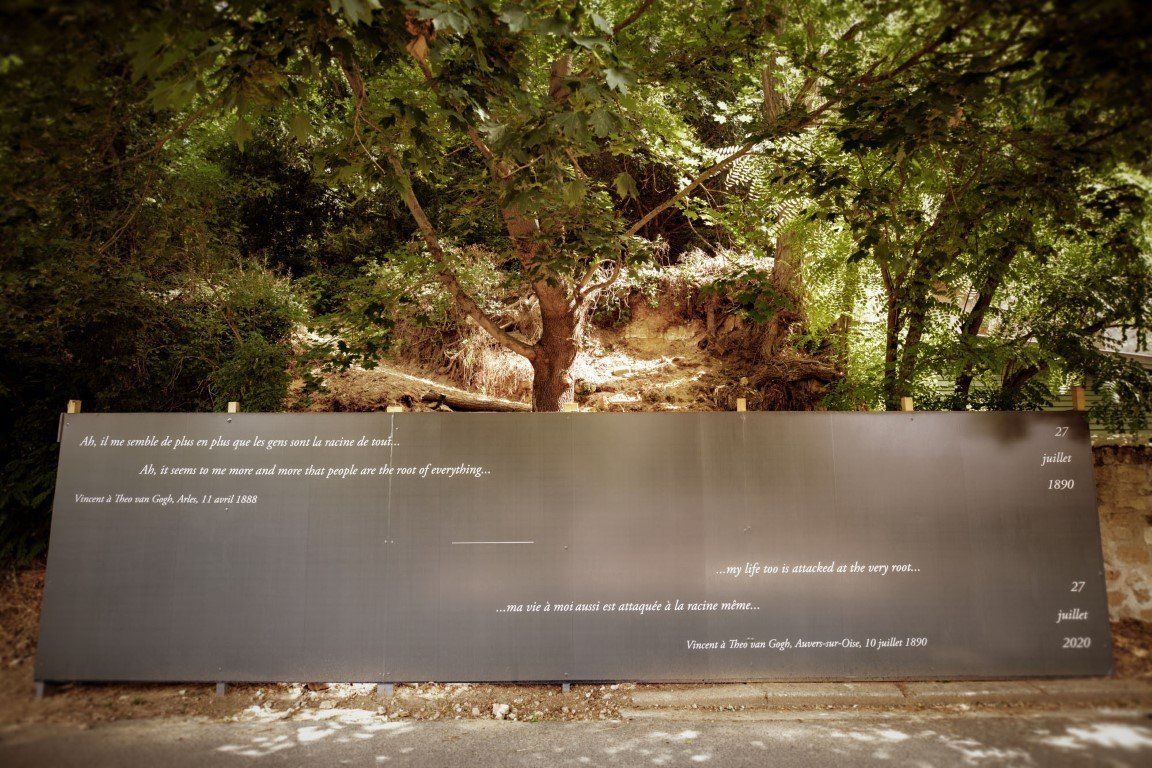 Ah, il me semble de plus en plus que les gens sont la racine de tout...
27
juillet
1890
Ah, it seems to me more and more that people are the root of everything...
Vincent à Theo van Gogh, Arles, 11 avril 1888
...my life too is attacked at the very root...
...ma vie à moi aussi est attaquée à la racine même...
27
juillet
2020
Vincent à Theo van Gogh, Auvers-sur-Oise, 10 juillet 1890